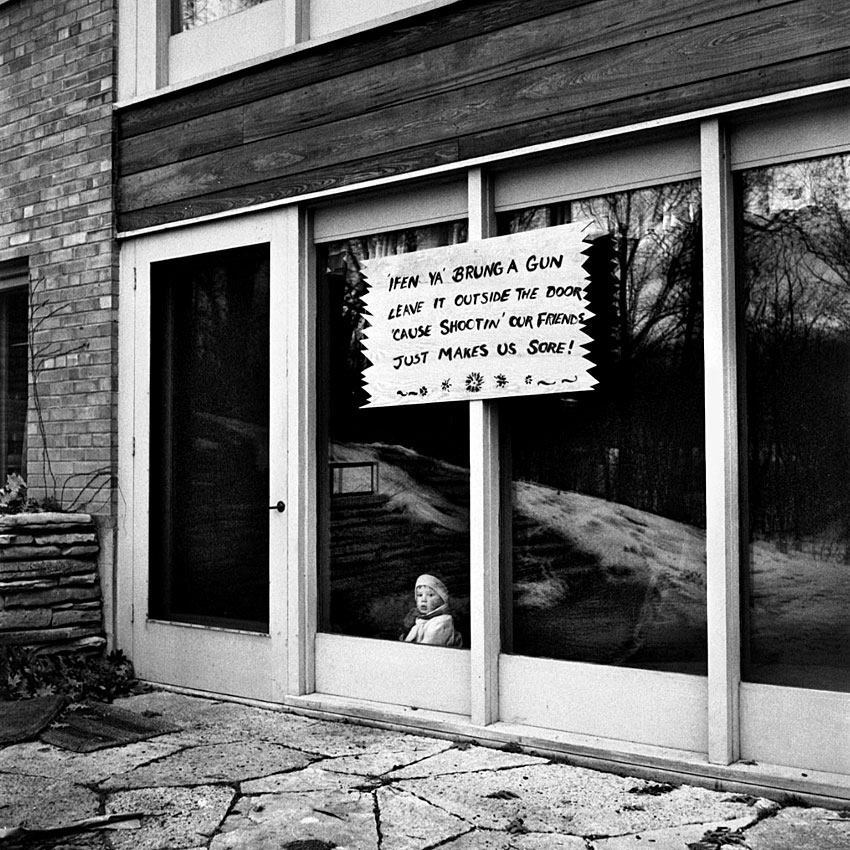 'IFEN YA' BRUNG A GUN
LEAVE IT OUTSIDE THE DOOR
'CAUSE SHOOTIN' OUR FRIENDS
JUST MAKES US SORE!